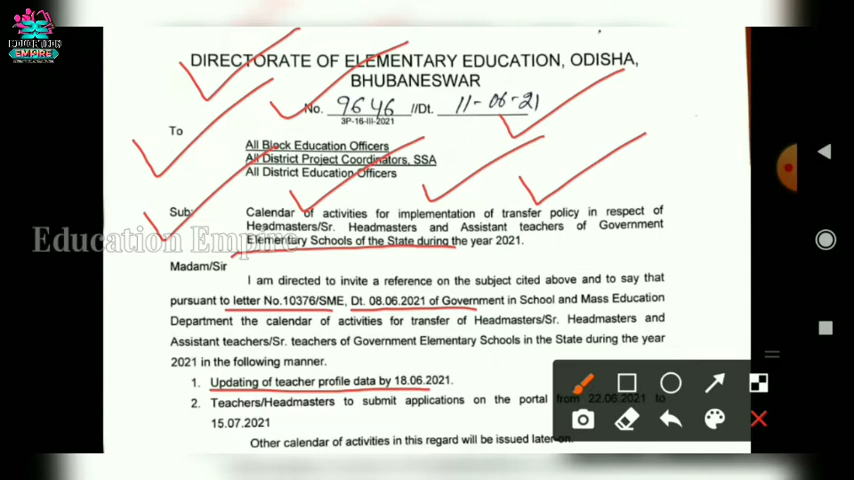 EDUCATION
EMPIRE
DIRECTORATE OF ELEMENTARY EDUCATION, ODISHA,
BHUBANESWAR
No. 9646 //Dt. 11-06-21
3P-16-III-2021
To
All Block Education Officers
All District Project Coordinators, SSA
All District Education Officers
Sub: Calendar of activities for implementation of transfer policy in respect of
Headmasters/Sr. Headmasters and Assistant teachers of Government
Elementary Schools of the State during the year 2021.
Education Empire
Madam/Sir
I am directed to invite a reference on the subject cited above and to say that
pursuant to letter No.10376/SME, Dt. 08.06.2021 of Government in School and Mass Education
Department the calendar of activities for transfer of Headmasters/Sr. Headmasters and
Assistant teachers/Sr. teachers of Government Elementary Schools in the State during the year
2021 in the following manner.
1. Updating of teacher profile data by 18.06.2021.
2. Teachers/Headmasters to submit applications on the portal from 22.06.2021 to
15.07.2021
Other calendar of activities in this regard will be issued later-on.